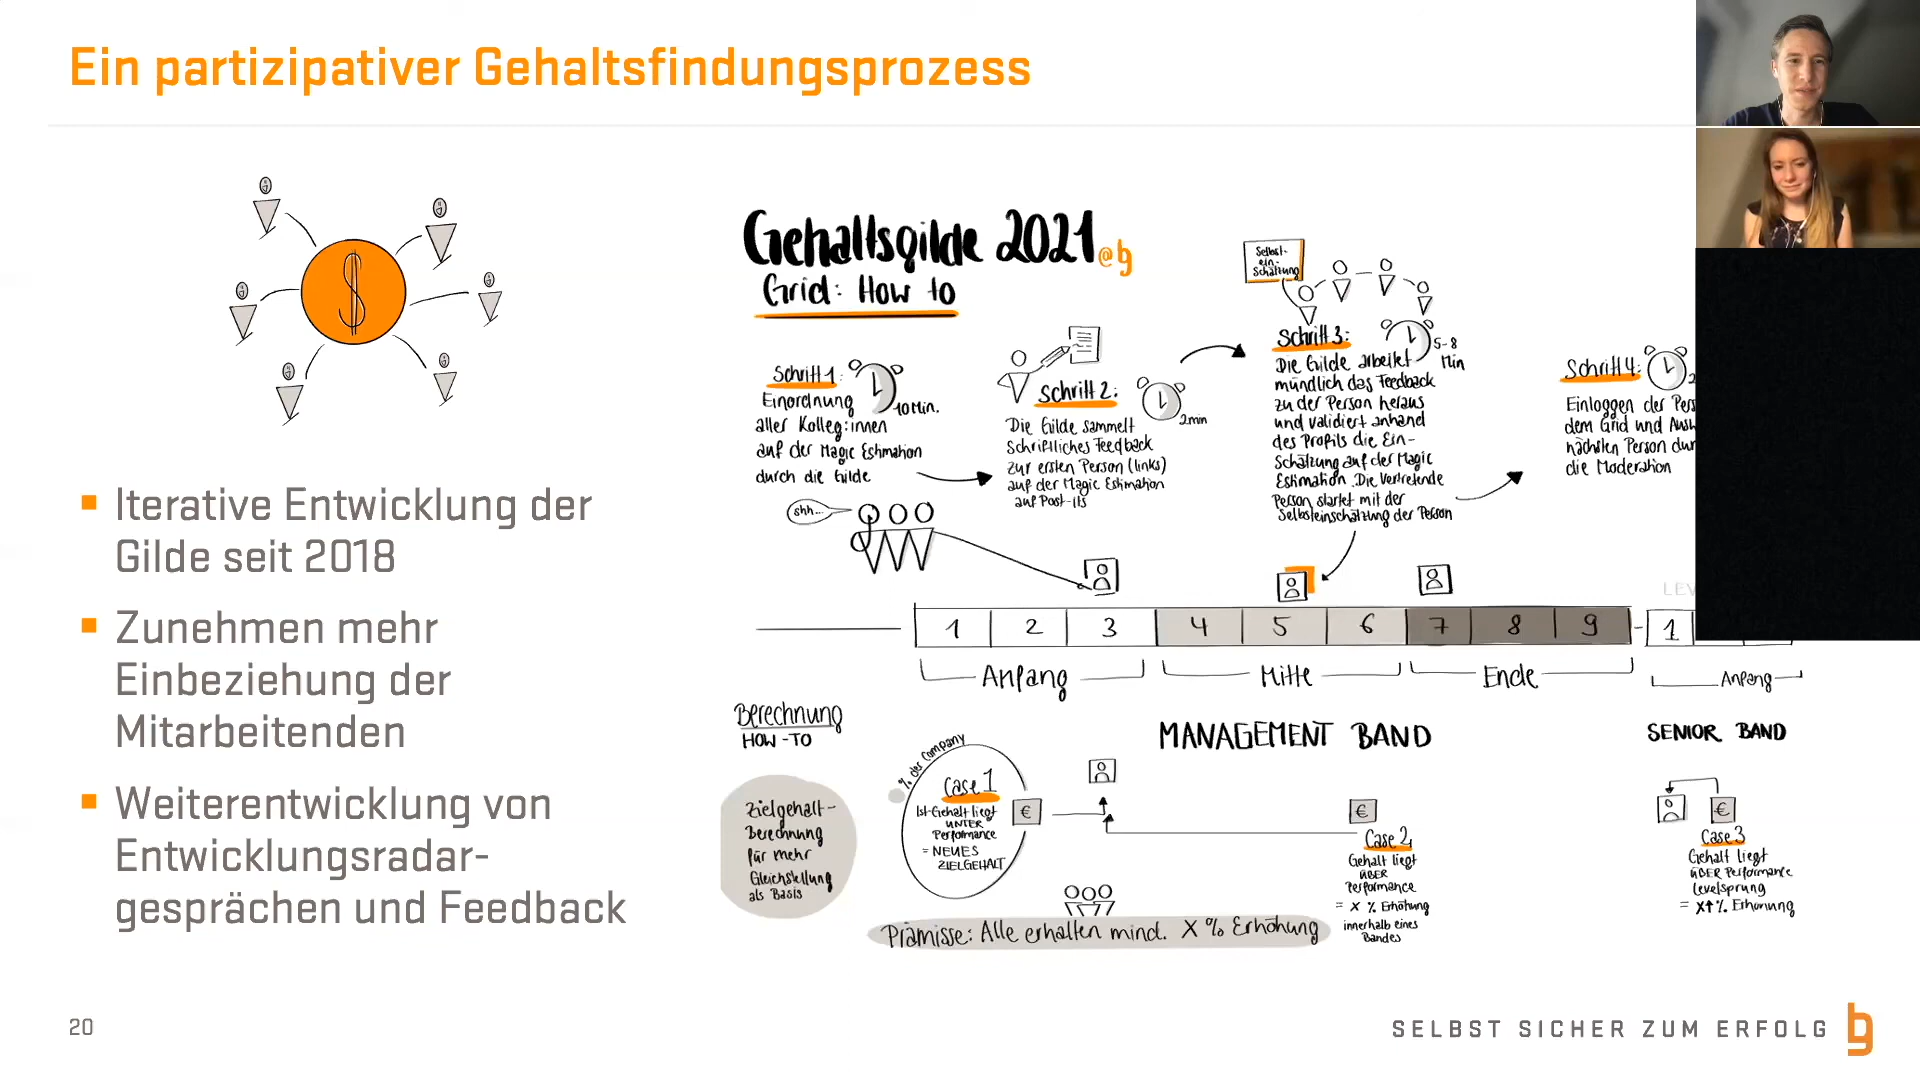 Ein partizipativer Gehaltsfindungsprozess
Iterative Entwicklung der
Gilde seit 2018
Zunehmen mehr
Einbeziehung der
Mitarbeitenden
Weiterentwicklung von
Entwicklungsradar-
gesprächen und Feedback
Gehaltsgilde 2021 @bg
Grid: How to
Schritt 1:
10 Min.
Einordnung
aller Kolleg:innen
auf der Magic Estimation
durch die Gilde
shh...
Schritt 2:
2min
Die Gilde sammelt
Schriftliches Feedback
zur ersten Person (links)
auf der Magic Estimation
auf Post-its
Selbst-
ein-
schätzung
Schritt 3:
5-8
Min
Die Gilde arbeitet
mündlich das Feedback
zu der Person heraus
und validiert anhand
des Profils die Ein-
Schätzung auf der Magic
Estimation. Die Vertretende
Person startet mit der
Selbsteinschätzung der Person
Schritt 4:
2
Einloggen der Pers
dem Grid und Ausw
nächsten Person dur
die Moderation
LEV
1 2 3 4 5 6 7 8 9 - 1
Anfang Mitte Ende Anfang
MANAGEMENT BAND
SENIOR BAND
Berechnung
HOW-TO
Zielgehalt-
Berechnung
für mehr
Gleichstellung
als Basis
% der Company
Case 1
Ist-Gehalt liegt
UNTER
Performance
= NEUES
ZIELGEHALT
€
€
Case 2
Gehalt liegt
ÜBER
Performance
= X % Erhöhung
innerhalb eines
Bandes
€
Case 3
Gehalt liegt
ÜBER Performance
Levelsprung
= X↑% Erhöhung
Prämisse: Alle erhalten mind. X % Erhöhung
20
SELBST SICHER ZUM ERFOLG bg